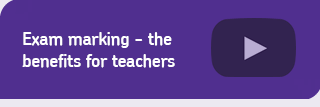 Exam marking – the
benefits for teachers